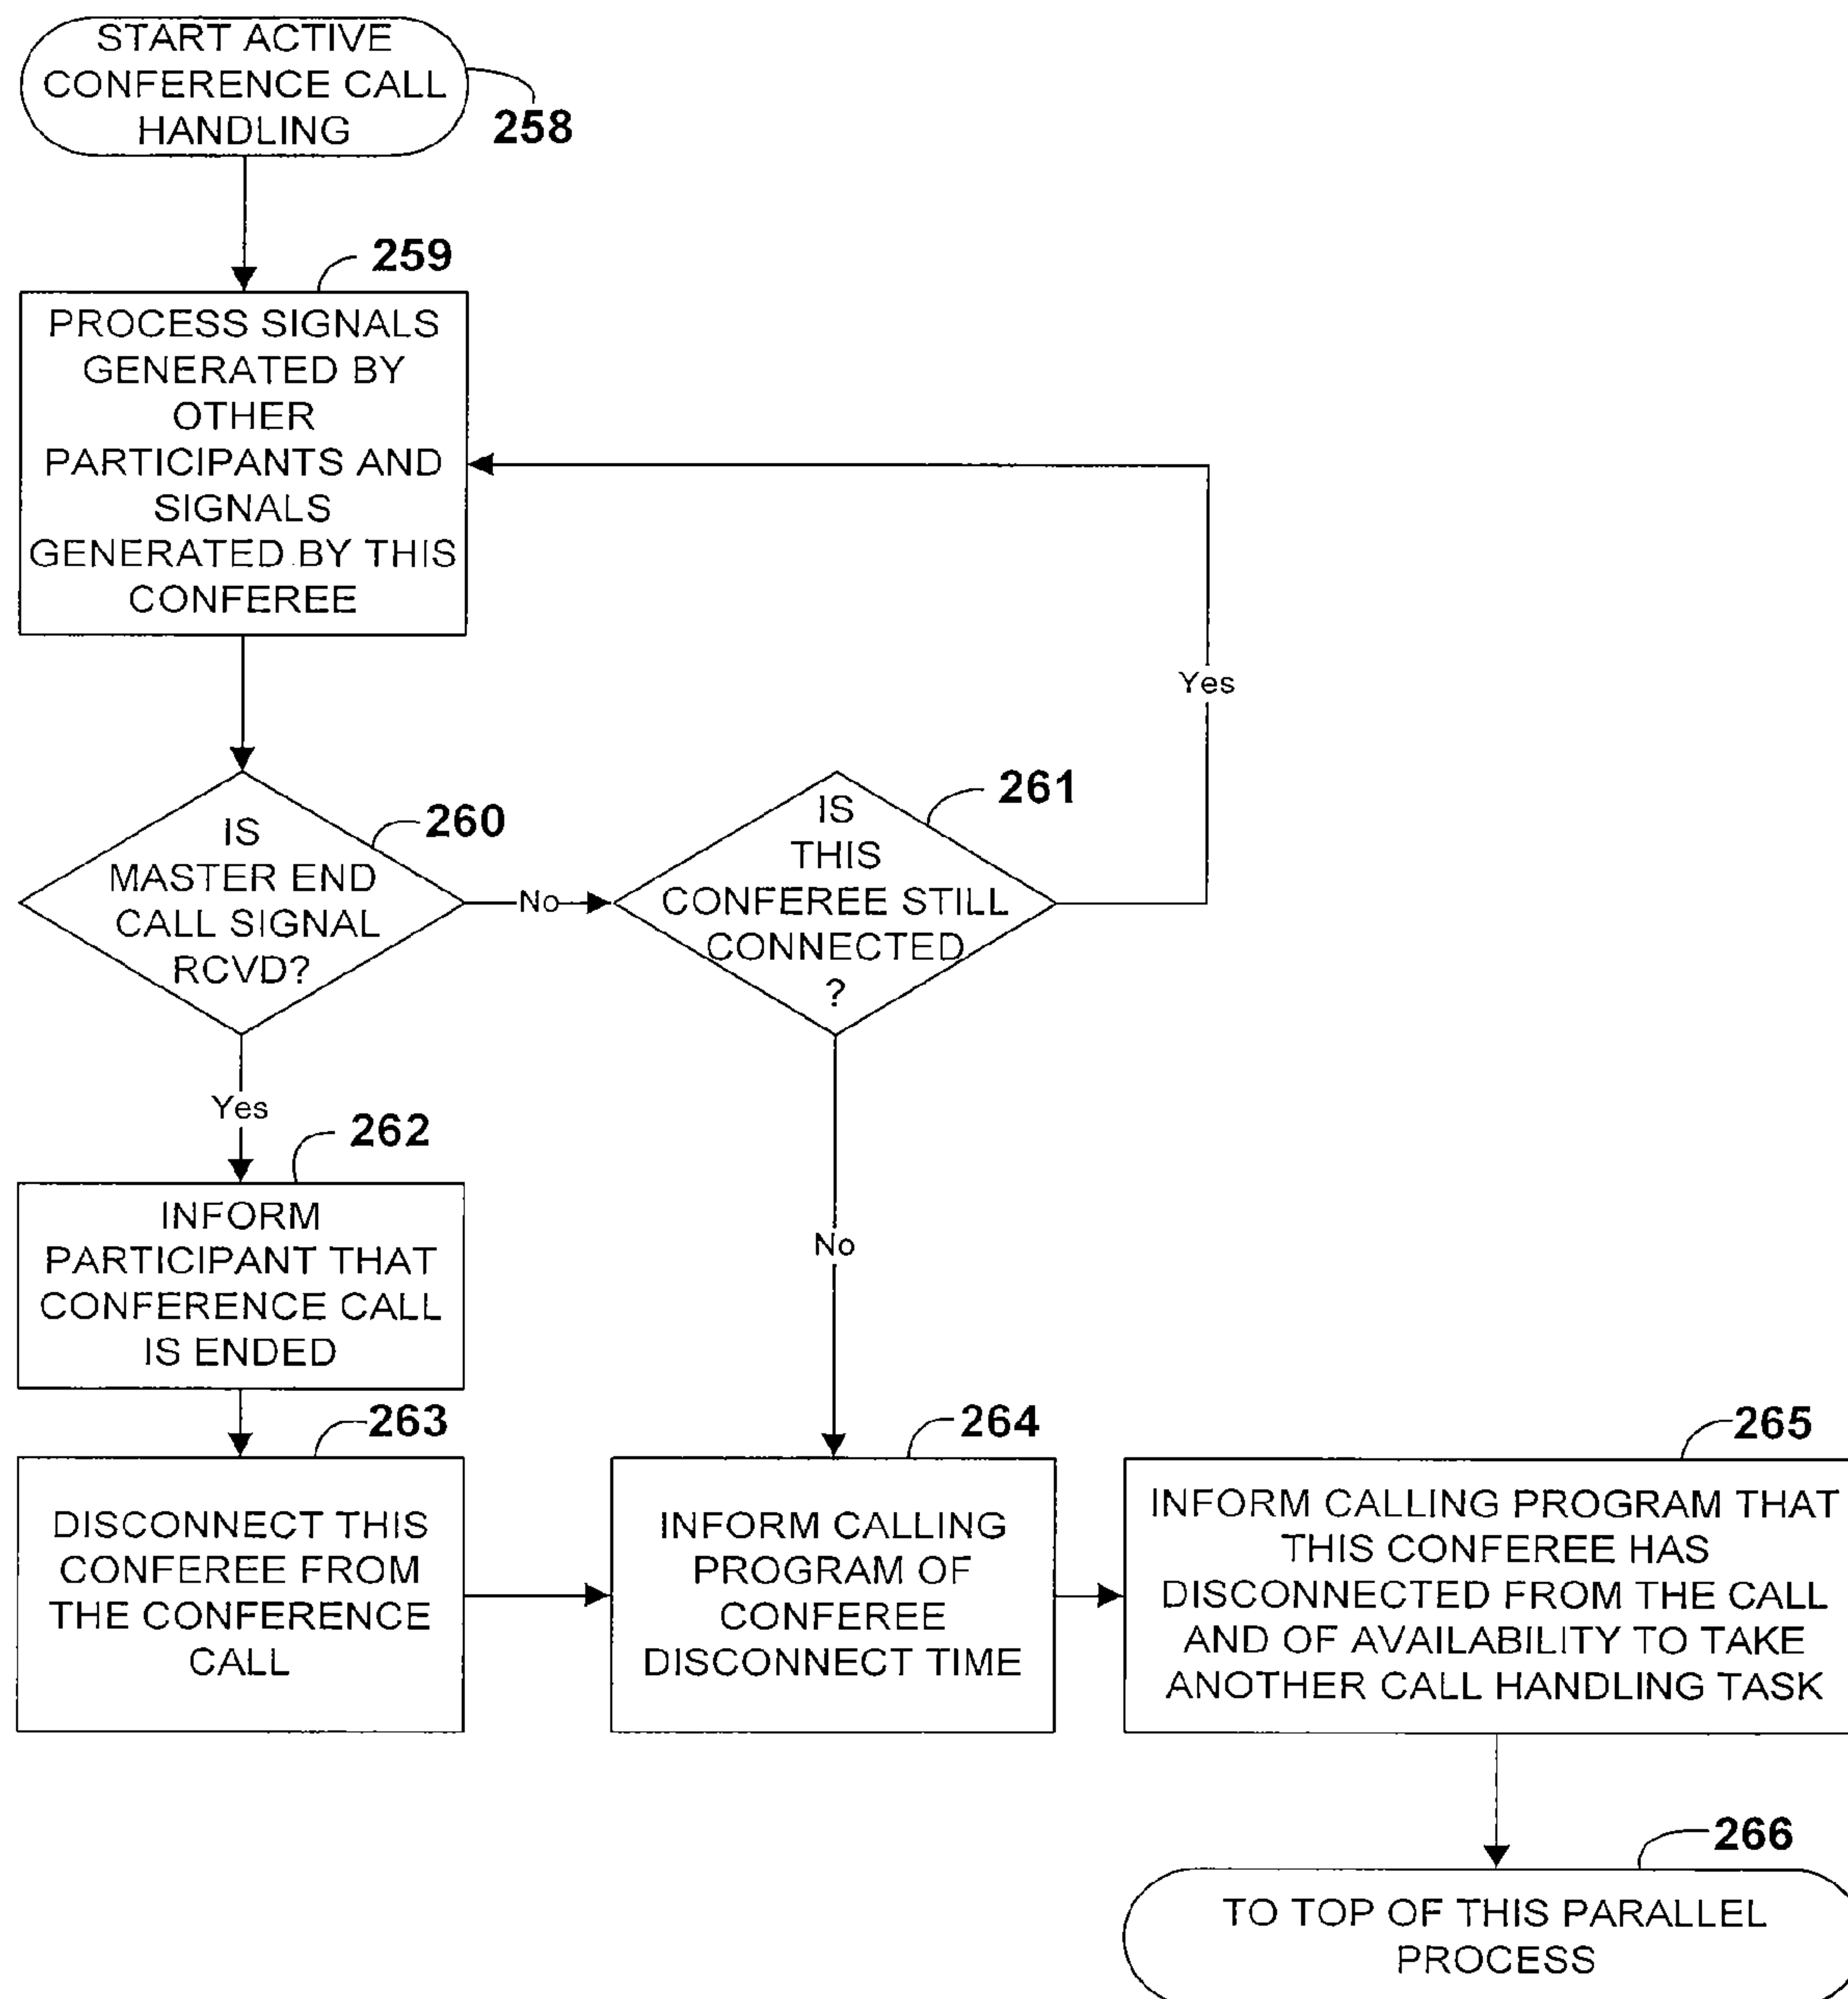 START ACTIVE
CONFERENCE CALL
HANDLING
258
259
PROCESS SIGNALS
GENERATED BY
OTHER
PARTICIPANTS AND
SIGNALS
GENERATED BY THIS
CONFEREE
Yes
260
IS
MASTER END
CALL SIGNAL
RCVD?
No
261
IS
THIS
CONFEREE STILL
CONNECTED
?
Yes
262
INFORM
PARTICIPANT THAT
CONFERENCE CALL
IS ENDED
No
263
DISCONNECT THIS
CONFEREE FROM
THE CONFERENCE
CALL
264
INFORM CALLING
PROGRAM OF
CONFEREE
DISCONNECT TIME
265
INFORM CALLING PROGRAM THAT
THIS CONFEREE HAS
DISCONNECTED FROM THE CALL
AND OF AVAILABILITY TO TAKE
ANOTHER CALL HANDLING TASK
266
TO TOP OF THIS PARALLEL
PROCESS